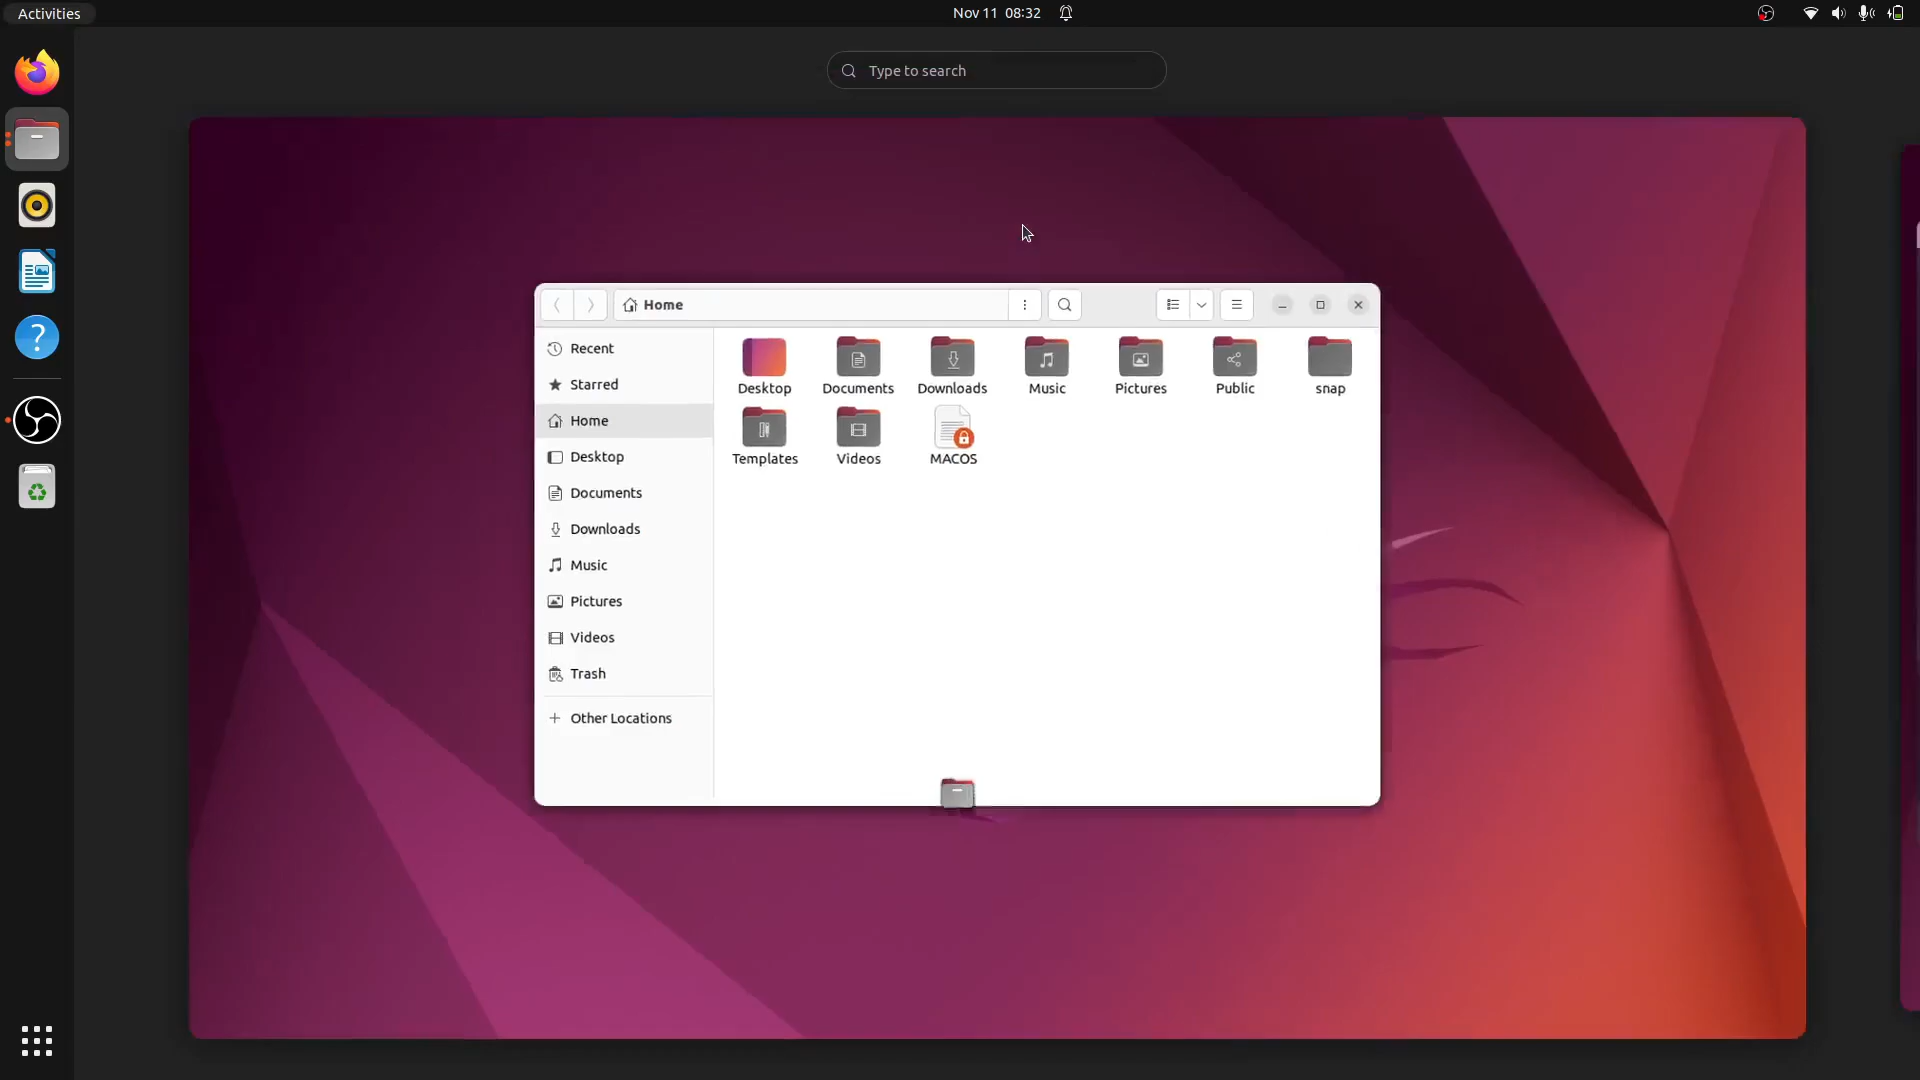 Activities
Nov 11 08:32
Type to search
Home
Recent
Starred
Home
Desktop
Documents
Downloads
Music
Pictures
Videos
Trash
Other Locations
Desktop
Documents
Downloads
Music
Pictures
Public
snap
Templates
Videos
MACOS